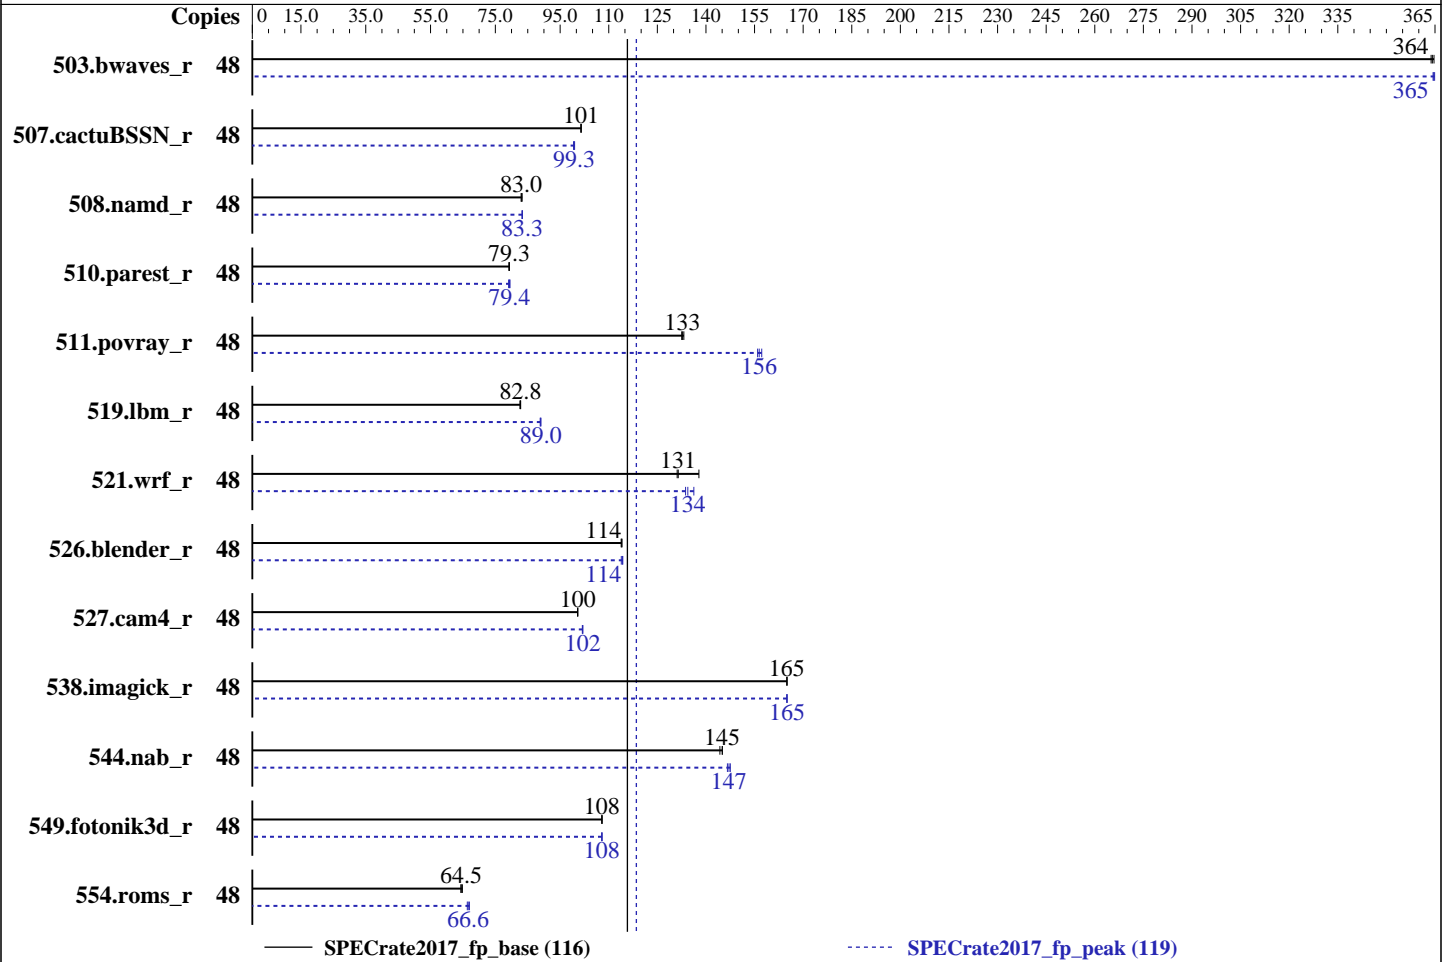 Copies 0 15.0 35.0 55.0 75.0 95.0 110 125 140 155 170 185 200 215 230 245 260 275 290 305 320 335 365
364
503.bwaves_r 48
365
101
507.cactuBSSN_r 48
99.3
83.0
508.namd_r 48
83.3
79.3
510.parest_r 48
79.4
133
511.povray_r 48
156
82.8
519.lbm_r 48
89.0
131
521.wrf_r 48
134
114
526.blender_r 48
114
100
527.cam4_r 48
102
165
538.imagick_r 48
165
145
544.nab_r 48
147
108
549.fotonik3d_r 48
108
64.5
554.roms_r 48
66.6
SPECrate2017_fp_base (116) SPECrate2017_fp_peak (119)